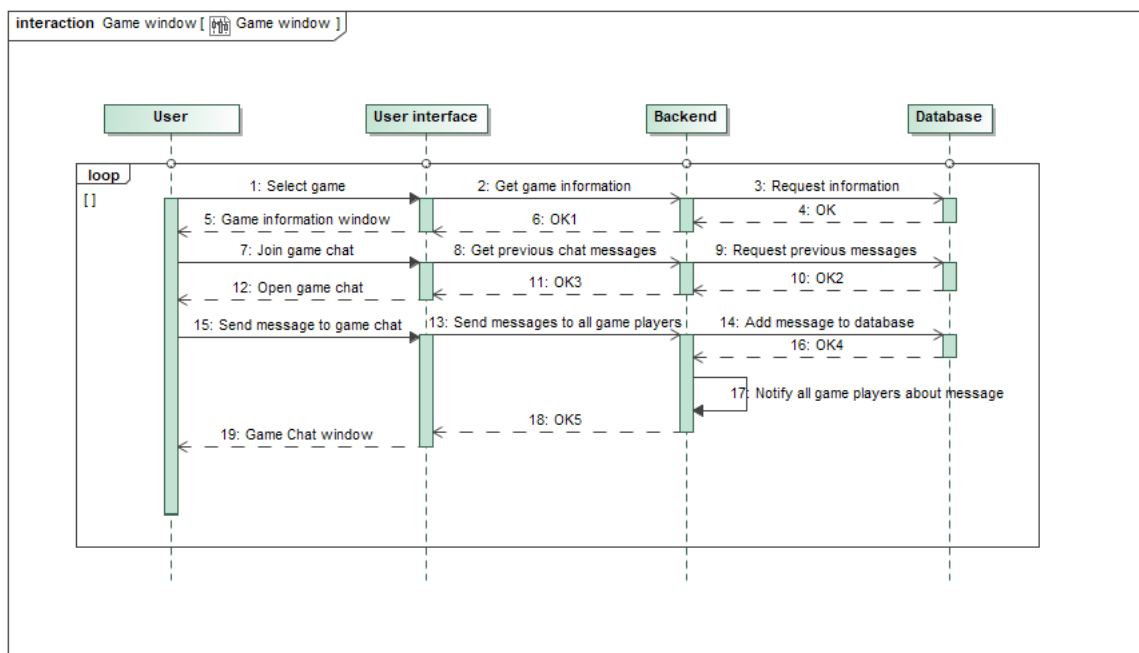 interaction Game window [ Game window ]
User
User interface
Backend
Database
loop
[ ]
1: Select game
2: Get game information
3: Request information
4: OK
5: Game information window
6: OK1
7: Join game chat
8: Get previous chat messages
9: Request previous messages
10: OK2
11: OK3
12: Open game chat
15: Send message to game chat
13: Send messages to all game players
14: Add message to database
16: OK4
17: Notify all game players about message
18: OK5
19: Game Chat window